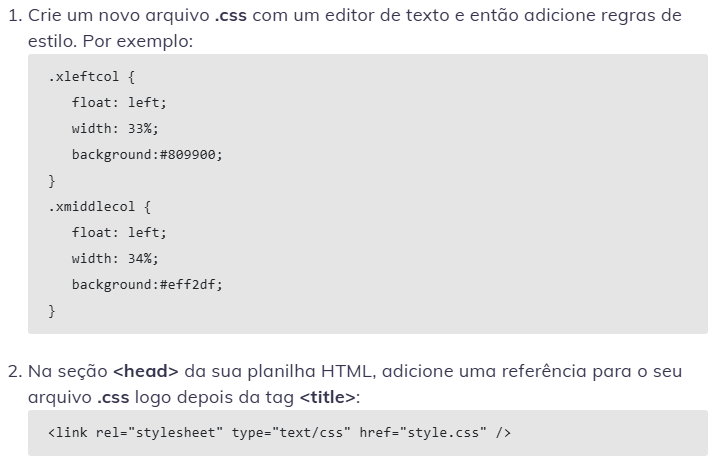 1. Crie um novo arquivo .css com um editor de texto e então adicione regras de
estilo. Por exemplo:
.xleftcol {
float: left;
width: 33%;
background:#809900;
}
.xmiddlecol {
float: left;
width: 34%;
background:#eff2df;
}
2. Na seção <head> da sua planilha HTML, adicione uma referência para o seu
arquivo .css logo depois da tag <title>:
<link rel="stylesheet" type="text/css" href="style.css" />